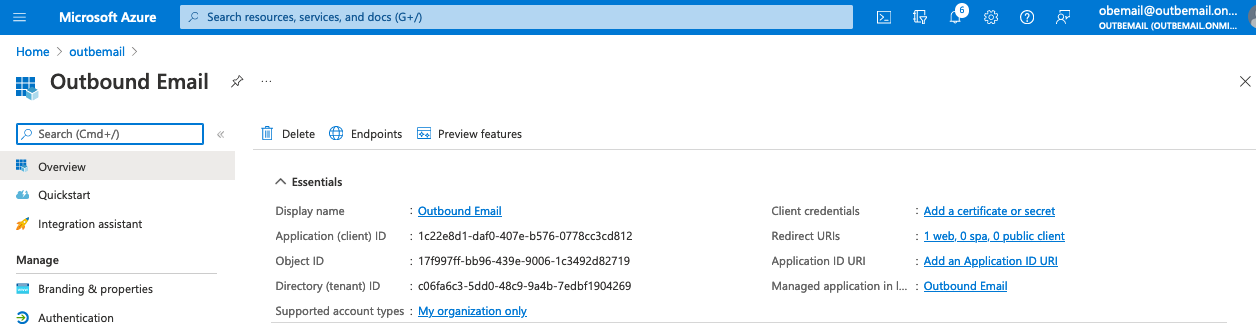 Microsoft Azure
Search resources, services, and docs (G+/)
6
obemail@outbemail.on...
OUTBEMAIL (OUTBEMAIL.ONMI...
Home > outbemail >
Outbound Email
...
Search (Cmd+/)
«
Delete Endpoints Preview features
Overview
Quickstart
Integration assistant
Manage
Branding & properties
Authentication
Essentials
Display name : Outbound Email
Application (client) ID : 1c22e8d1-daf0-407e-b576-0778cc3cd812
Object ID : 17f997ff-bb96-439e-9006-1c3492d82719
Directory (tenant) ID : c06fa6c3-5dd0-48c9-9a4b-7edbf1904269
Supported account types : My organization only
Client credentials : Add a certificate or secret
Redirect URIs : 1 web, 0 spa, 0 public client
Application ID URI : Add an Application ID URI
Managed application in l... : Outbound Email